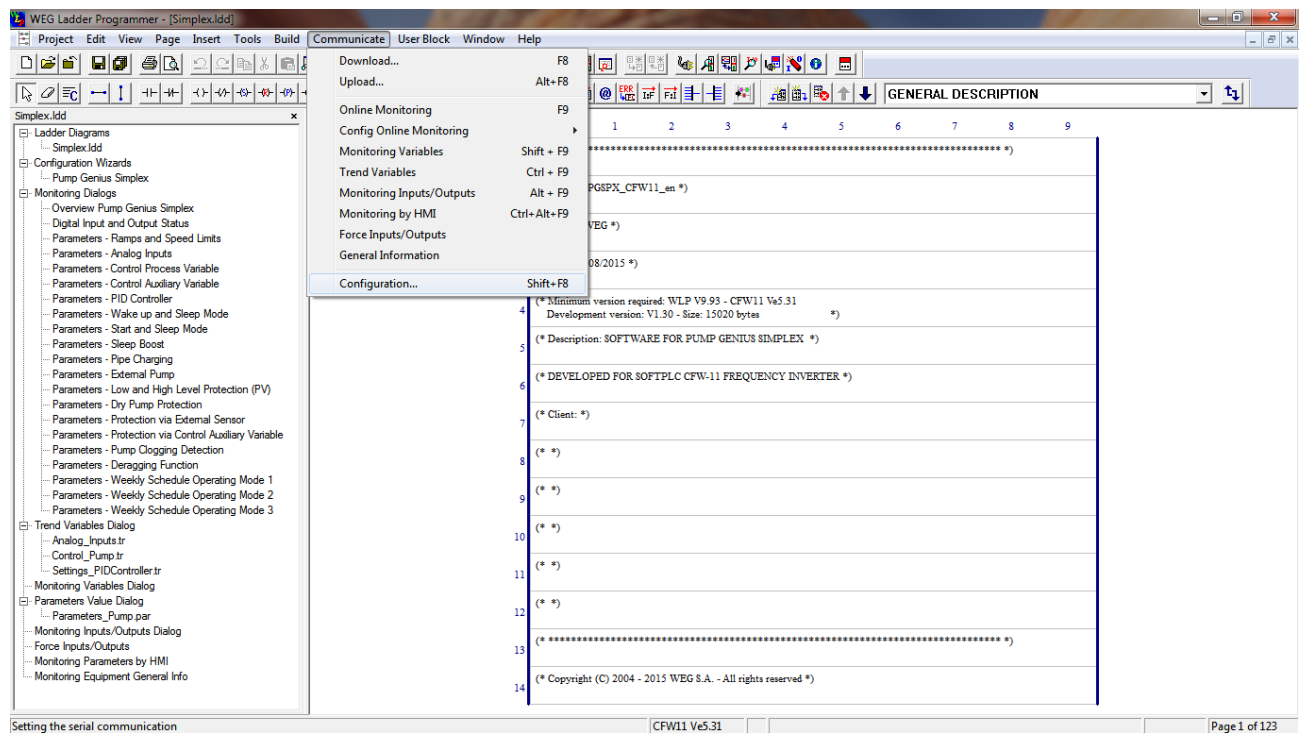 WEG Ladder Programmer - [Simplex.ldd]
Project Edit View Page Insert Tools Build Communicate User Block Window Help
Download... F8
Upload... Alt+F8
Online Monitoring F9
Config Online Monitoring
Monitoring Variables Shift + F9
Trend Variables Ctrl + F9
Monitoring Inputs/Outputs Alt + F9
Monitoring by HMI Ctrl+Alt+F9
Force Inputs/Outputs
General Information
Configuration... Shift+F8
GENERAL DESCRIPTION
Simplex.ldd
Ladder Diagrams
Simplex.ldd
Configuration Wizards
Pump Genius Simplex
Monitoring Dialogs
Overview Pump Genius Simplex
Digital Input and Output Status
Parameters - Ramps and Speed Limits
Parameters - Analog Inputs
Parameters - Control Process Variable
Parameters - Control Auxiliary Variable
Parameters - PID Controller
Parameters - Wake up and Sleep Mode
Parameters - Start and Sleep Mode
Parameters - Sleep Boost
Parameters - Pipe Charging
Parameters - External Pump
Parameters - Low and High Level Protection (PV)
Parameters - Dry Pump Protection
Parameters - Protection via External Sensor
Parameters - Protection via Control Auxiliary Variable
Parameters - Pump Clogging Detection
Parameters - Deragging Function
Parameters - Weekly Schedule Operating Mode 1
Parameters - Weekly Schedule Operating Mode 2
Parameters - Weekly Schedule Operating Mode 3
Trend Variables Dialog
Analog_Inputs.tr
Control_Pump.tr
Settings_PIDController.tr
Monitoring Variables Dialog
Parameters Value Dialog
Parameters_Pump.par
Monitoring Inputs/Outputs Dialog
Force Inputs/Outputs
Monitoring Parameters by HMI
Monitoring Equipment General Info
1 2 3 4 5 6 7 8 9
*************************************************************************** *)
PGSPX_CFW11_en *)
WEG *)
08/2015 *)
4 (* Minimum version required: WLP V9.93 - CFW11 Ve5.31
Development version: V1.30 - Size: 15020 bytes *)
5 (* Description: SOFTWARE FOR PUMP GENIUS SIMPLEX *)
6 (* DEVELOPED FOR SOFTPLC CFW-11 FREQUENCY INVERTER *)
7 (* Client: *)
8 (* *)
9 (* *)
10 (* *)
11 (* *)
12 (* *)
13 (* ************************************************************************************ *)
14 (* Copyright (C) 2004 - 2015 WEG S.A. - All rights reserved *)
Setting the serial communication CFW11 Ve5.31 Page 1 of 123